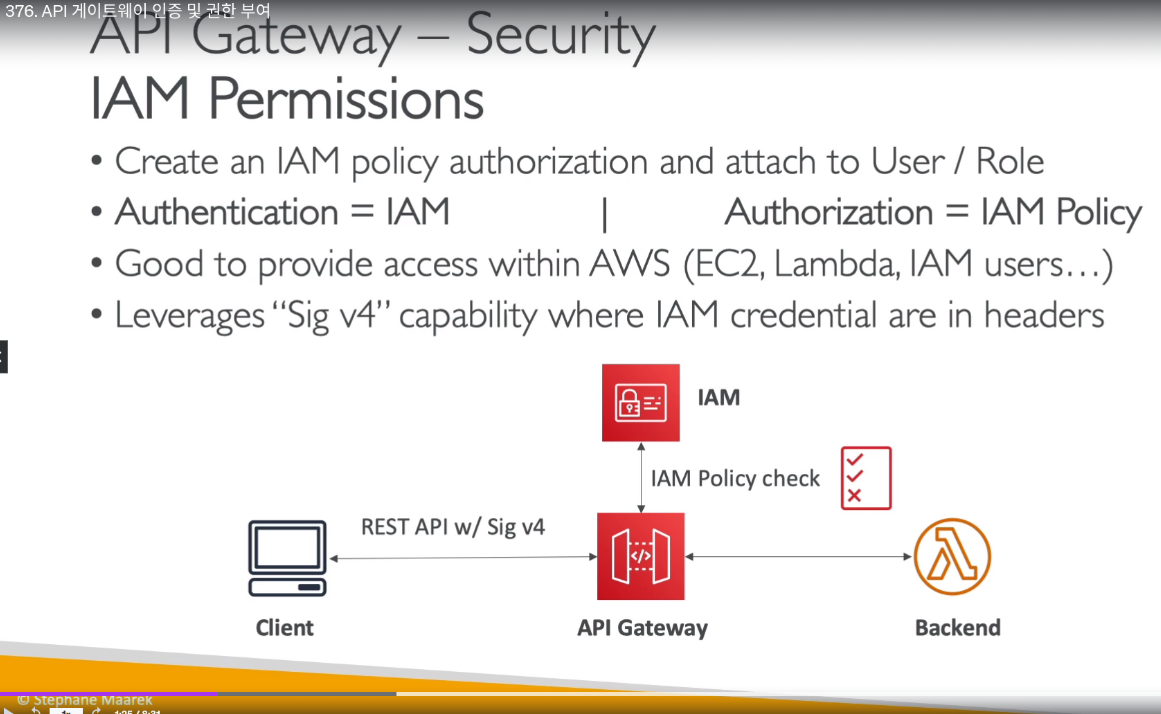 376. API 게이트웨이 인증 및 권한 부여
API Gateway – Security
IAM Permissions
• Create an IAM policy authorization and attach to User / Role
• Authentication = IAM | Authorization = IAM Policy
• Good to provide access within AWS (EC2, Lambda, IAM users…)
• Leverages “Sig v4” capability where IAM credential are in headers
IAM
IAM Policy check
REST API w/ Sig v4
</>
Client
API Gateway
Backend
© Stephane Maarek